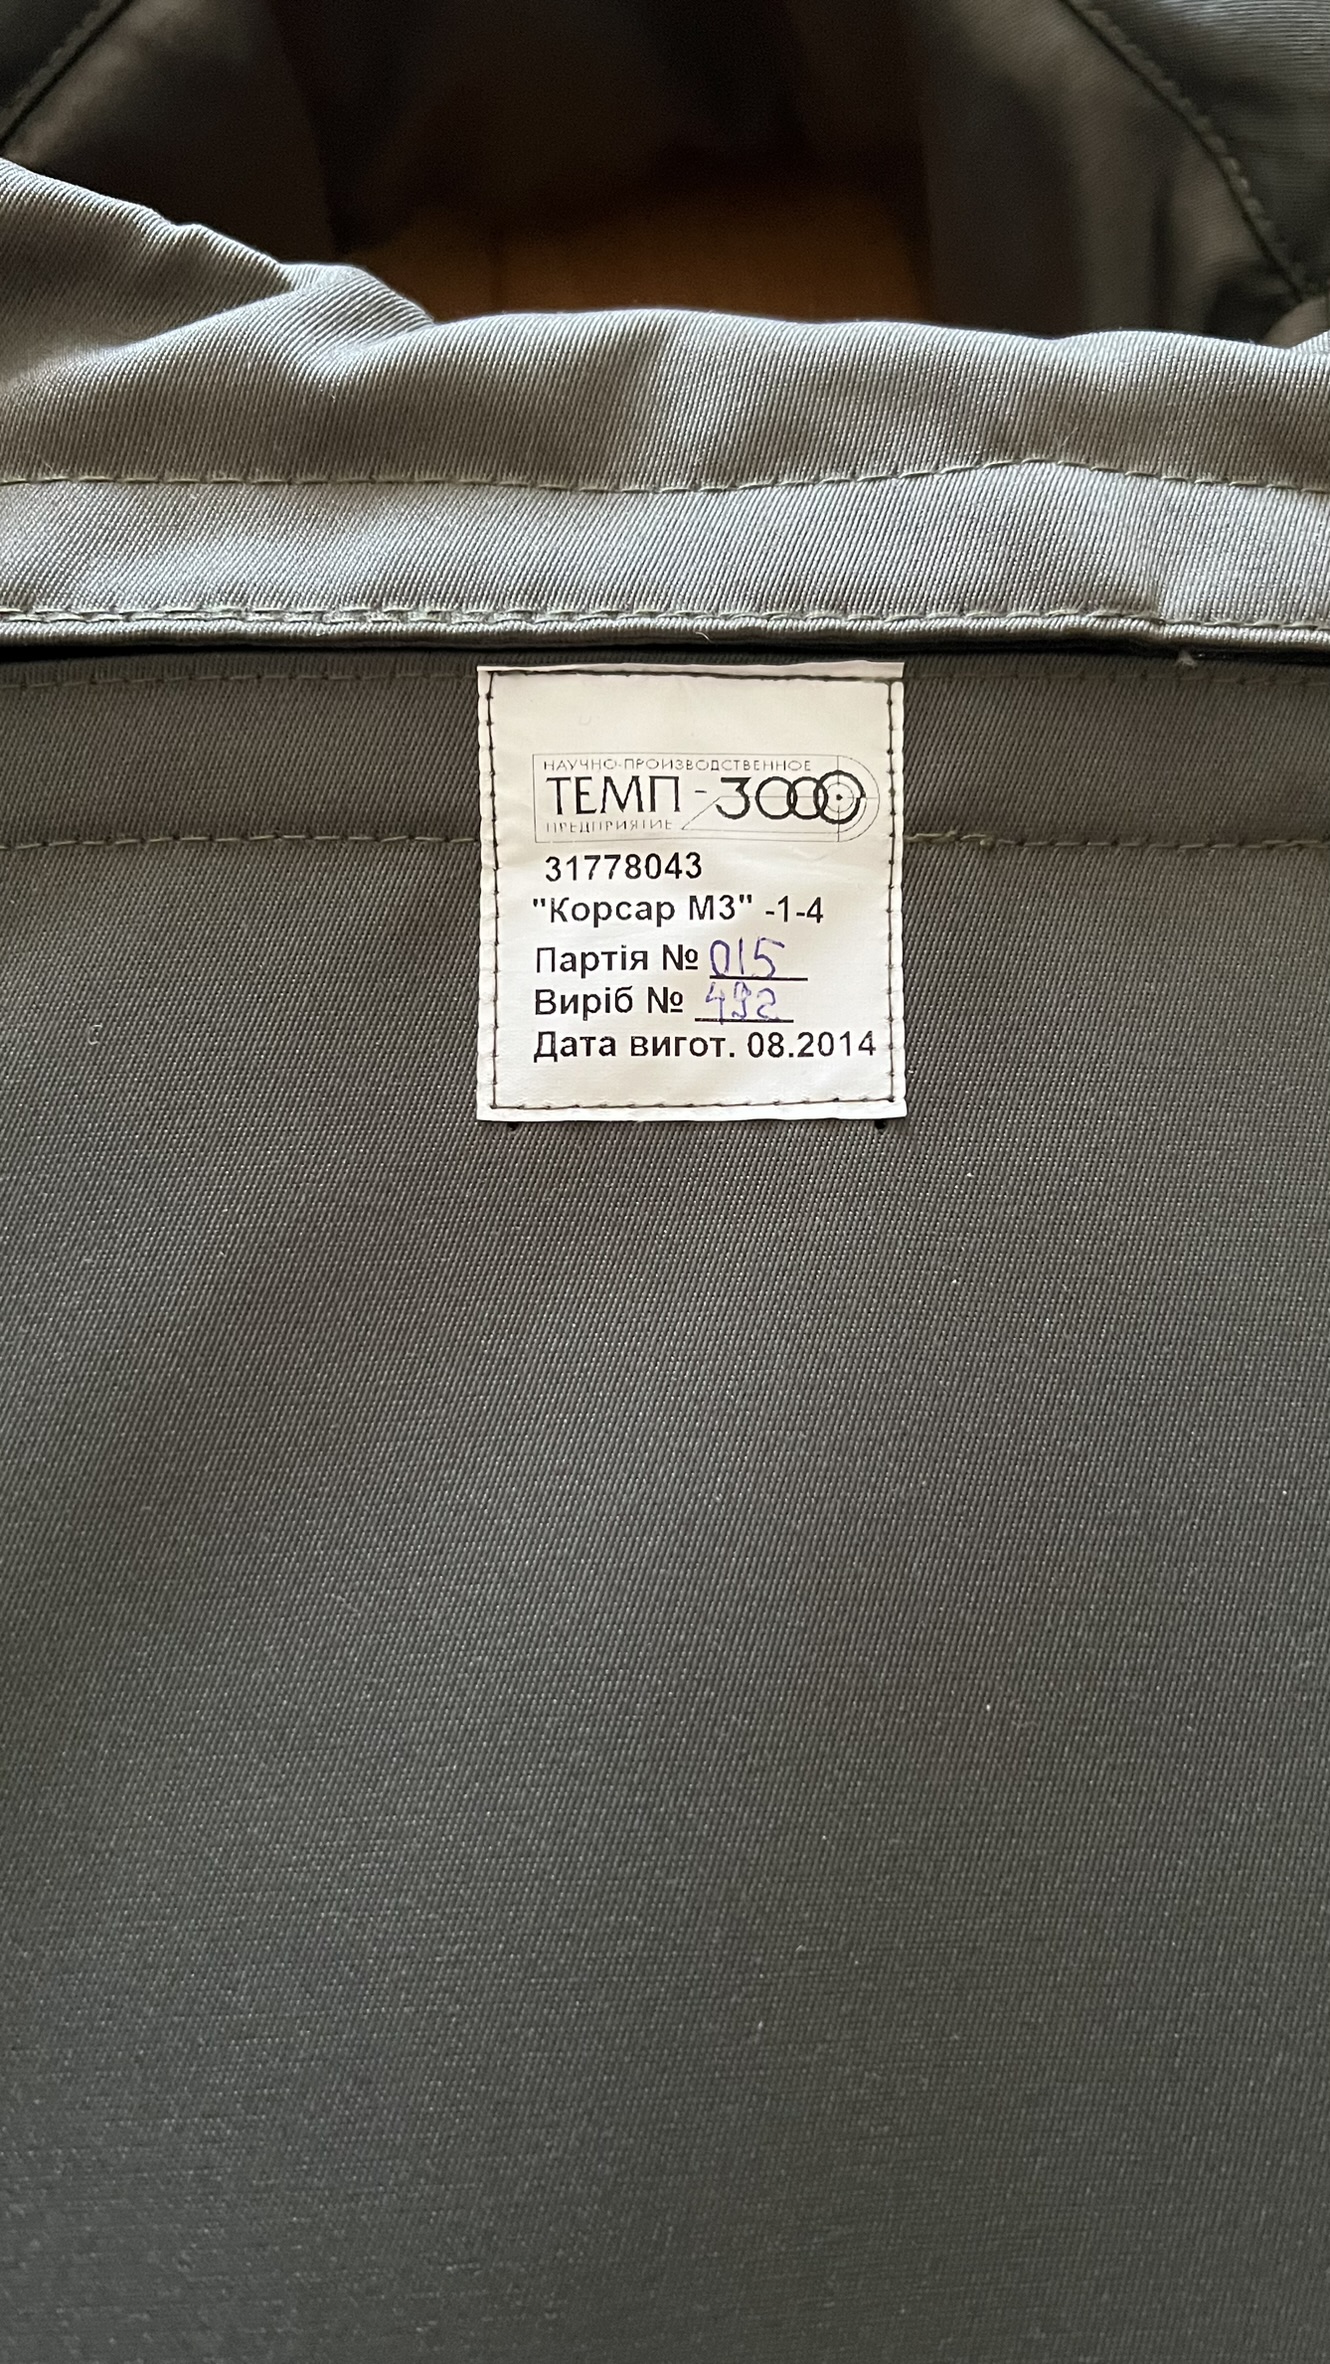 НАУЧНО-ПРОИЗВОДСТВЕННОЕ
ТЕМП - 3000
ПРЕДПРИЯТИЕ
31778043
"Корсар М3" -1-4
Партія № 015
Виріб № 492
Дата вигот. 08.2014